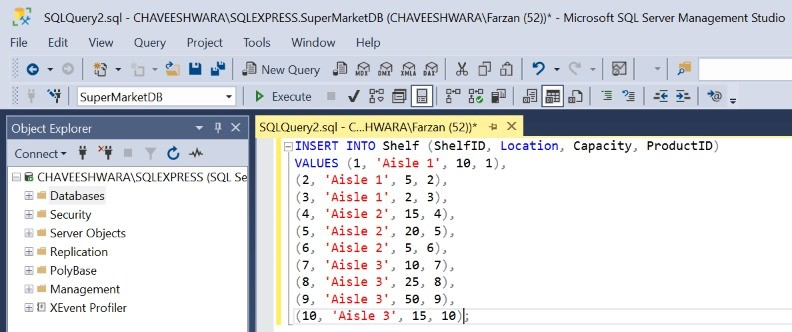 SQLQuery2.sql - CHAVEESHWARA\SQLEXPRESS.SuperMarketDB (CHAVEESHWARA\Farzan (52))* - Microsoft SQL Server Management Studio
File Edit View Query Project Tools Window Help
New Query MDX DMX XMLA DAX
SuperMarketDB Execute
Object Explorer
SQLQuery2.sql - C...HWARA\Farzan (52))*
Connect
CHAVEESHWARA\SQLEXPRESS (SQL Se
Databases
Security
Server Objects
Replication
PolyBase
Management
XEvent Profiler
INSERT INTO Shelf (ShelfID, Location, Capacity, ProductID)
VALUES (1, 'Aisle 1', 10, 1),
(2, 'Aisle 1', 5, 2),
(3, 'Aisle 1', 2, 3),
(4, 'Aisle 2', 15, 4),
(5, 'Aisle 2', 20, 5),
(6, 'Aisle 2', 5, 6),
(7, 'Aisle 3', 10, 7),
(8, 'Aisle 3', 25, 8),
(9, 'Aisle 3', 50, 9),
(10, 'Aisle 3', 15, 10);